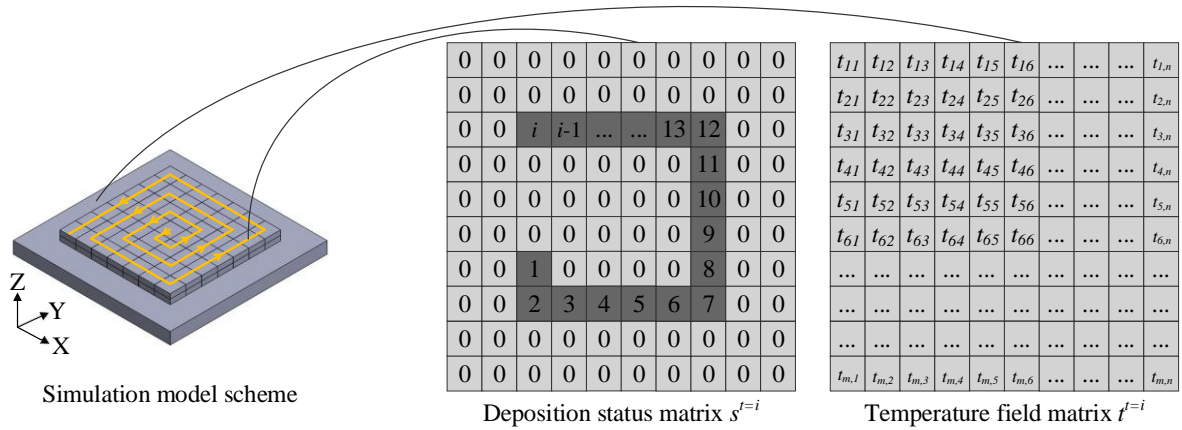 0 0 0 0 0 0 0 0 0 0
0 0 0 0 0 0 0 0 0 0
0 0 i i-1 ... ... 13 12 0 0
0 0 0 0 0 0 0 11 0 0
0 0 0 0 0 0 0 10 0 0
0 0 0 0 0 0 0 9 0 0
0 0 1 0 0 0 0 8 0 0
0 0 2 3 4 5 6 7 0 0
0 0 0 0 0 0 0 0 0 0
0 0 0 0 0 0 0 0 0 0
t11 t12 t13 t14 t15 t16 ... ... ... t1,n
t21 t22 t23 t24 t25 t26 ... ... ... t2,n
t31 t32 t33 t34 t35 t36 ... ... ... t3,n
t41 t42 t43 t44 t45 t46 ... ... ... t4,n
t51 t52 t53 t54 t55 t56 ... ... ... t5,n
t61 t62 t63 t64 t65 t66 ... ... ... t6,n
... ... ... ... ... ... ... ... ... ...
... ... ... ... ... ... ... ... ... ...
... ... ... ... ... ... ... ... ... ...
tm,1 tm,2 tm,3 tm,4 tm,5 tm,6 ... ... ... tm,n
Z
Y
X
Simulation model scheme
Deposition status matrix s^t=i
Temperature field matrix t^t=i